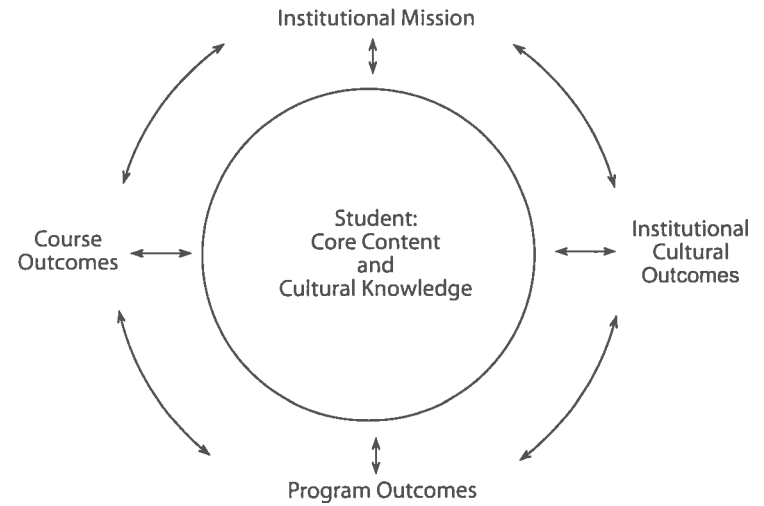 Institutional Mission
Student:
Core Content
and
Cultural Knowledge
Course
Outcomes
Institutional
Cultural
Outcomes
Program Outcomes